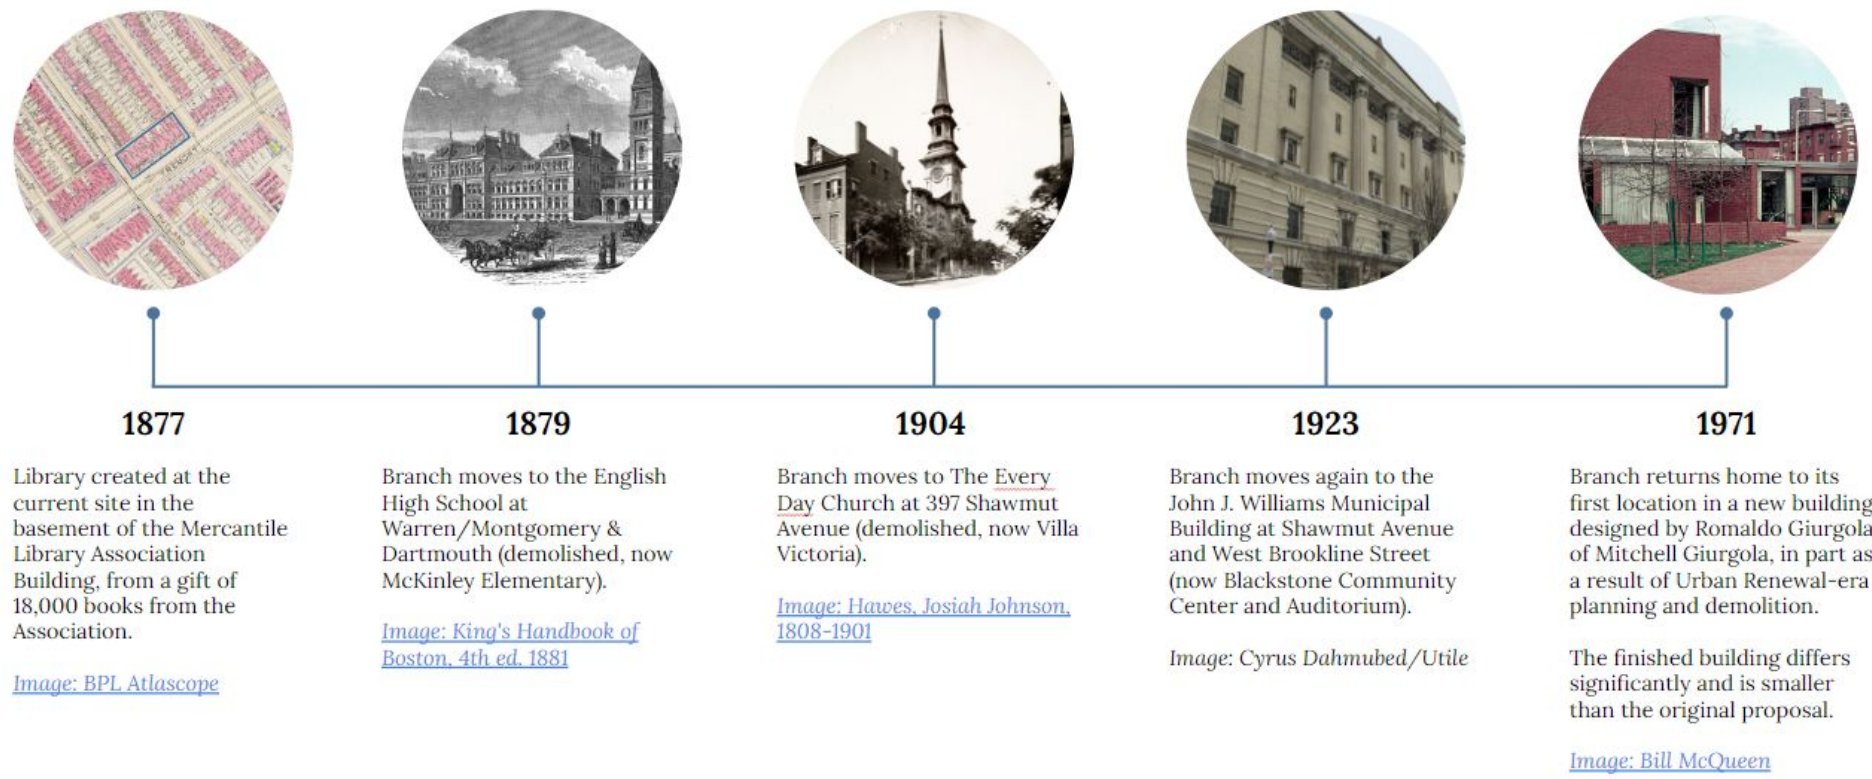 1877
Library created at the
current site in the
basement of the Mercantile
Library Association
Building, from a gift of
18,000 books from the
Association.
Image: BPL Atlascope
1879
Branch moves to the English
High School at
Warren/Montgomery &
Dartmouth (demolished, now
McKinley Elementary).
Image: King's Handbook of
Boston, 4th ed. 1881
1904
Branch moves to The Every
Day Church at 397 Shawmut
Avenue (demolished, now Villa
Victoria).
Image: Hawes, Josiah Johnson,
1808-1901
1923
Branch moves again to the
John J. Williams Municipal
Building at Shawmut Avenue
and West Brookline Street
(now Blackstone Community
Center and Auditorium).
Image: Cyrus Dahmubed/Utile
1971
Branch returns home to its
first location in a new building
designed by Romaldo Giurgola
of Mitchell Giurgola, in part as
a result of Urban Renewal-era
planning and demolition.
The finished building differs
significantly and is smaller
than the original proposal.
Image: Bill McQueen